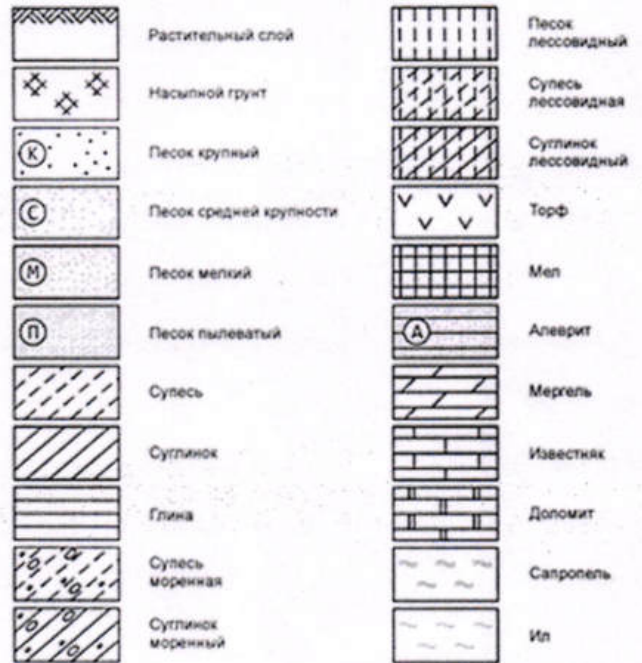 Растительный слой
Насыпной грунт
К
Песок крупный
С
Песок средней крупности
М
Песок мелкий
П
Песок пылеватый
Супесь
Суглинок
Глина
Супесь
моренная
Суглинок
моренный
Песок
лессовидный
Супесь
лессовидная
Суглинок
лессовидный
Торф
Мел
А
Алеврит
Мергель
Известняк
Доломит
Сапропель
Ил